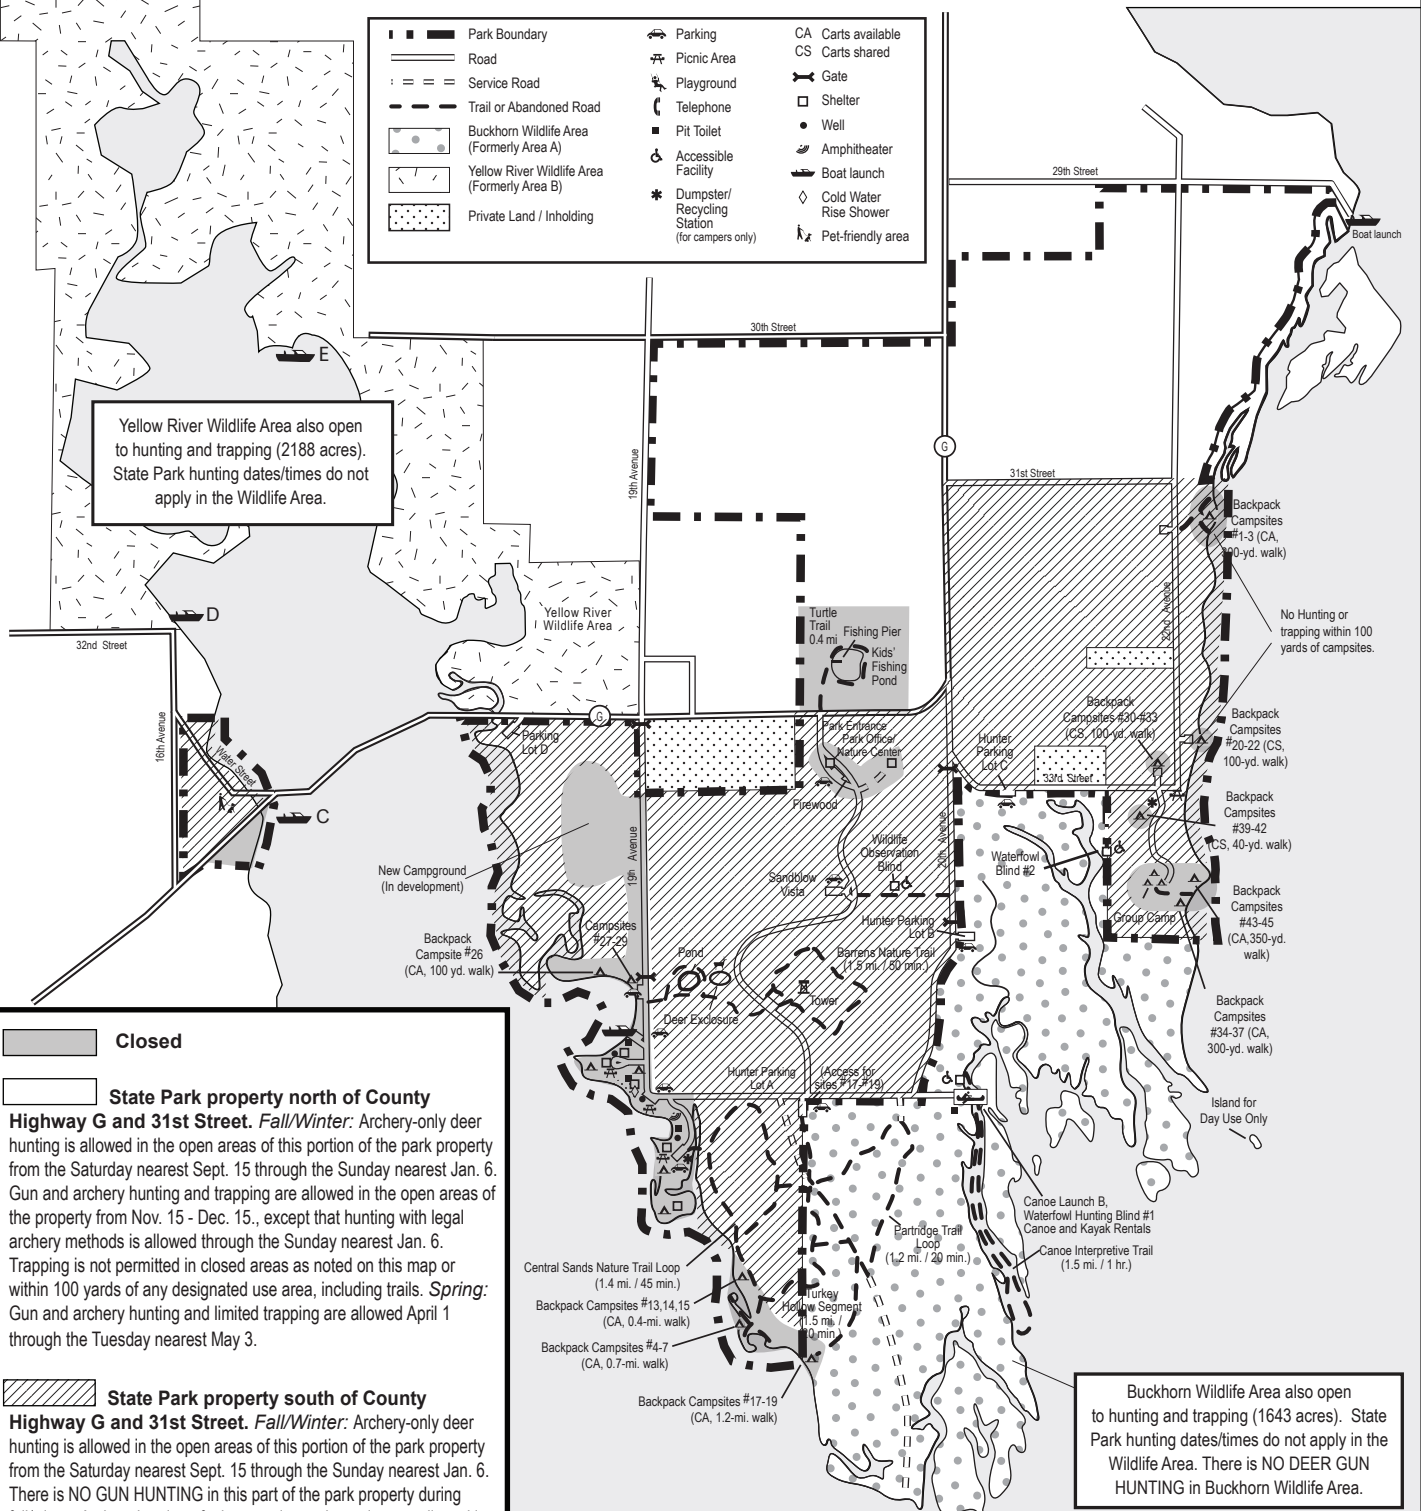 Park Boundary
Road
Service Road
Trail or Abandoned Road
Buckhorn Wildlife Area
(Formerly Area A)
Yellow River Wildlife Area
(Formerly Area B)
Private Land / Inholding
Parking
Picnic Area
Playground
Telephone
Pit Toilet
Accessible
Facility
Dumpster/
Recycling
Station
(for campers only)
CA Carts available
CS Carts shared
Gate
Shelter
Well
Amphitheater
Boat launch
Cold Water
Rise Shower
Pet-friendly area
29th Street
Boat launch
30th Street
E
Yellow River Wildlife Area also open
to hunting and trapping (2188 acres).
State Park hunting dates/times do not
apply in the Wildlife Area.
G
19th Avenue
31st Street
Backpack
Campsites
#1-3 (CA,
300-yd. walk)
22nd Avenue
No Hunting or
trapping within 100
yards of campsites.
D
32nd Street
Yellow River
Wildlife Area
Turtle
Trail
0.4 mi
Fishing Pier
Kids'
Fishing
Pond
16th Avenue
Water Street
C
G
Parking
Lot D
Park Entrance
Park Office/
Nature Center
Firewood
Hunter
Parking
Lot C
Backpack
Campsites #30-#33
(CS, 100-yd. walk)
33rd Street
Backpack
Campsites
#20-22 (CS,
100-yd. walk)
Backpack
Campsites
#39-42
(CS, 40-yd. walk)
New Campground
(In development)
19th Avenue
20th Avenue
Wildlife
Observation
Blind
Sandblow
Vista
Waterfowl
Blind #2
Group Camp
Backpack
Campsites
#43-45
(CA,350-yd.
walk)
Hunter Parking
Lot B
Backpack
Campsite #26
(CA, 100 yd. walk)
Campsites
#27-29
Pond
Deer Exclosure
Barrens Nature Trail
(1.5 mi. / 50 min.)
Tower
Backpack
Campsites
#34-37 (CA,
300-yd. walk)
Hunter Parking
Lot A
(Access for
sites #17-#19)
Island for
Day Use Only
Canoe Launch B,
Waterfowl Hunting Blind #1
Canoe and Kayak Rentals
Canoe Interpretive Trail
(1.5 mi. / 1 hr.)
Partridge Trail
Loop
(1.2 mi. / 20 min.)
Central Sands Nature Trail Loop
(1.4 mi. / 45 min.)
Backpack Campsites #13,14,15
(CA, 0.4-mi. walk)
Turkey
Hollow Segment
(1.5 mi. /
20 min.)
Backpack Campsites #4-7
(CA, 0.7-mi. walk)
Backpack Campsites #17-19
(CA, 1.2-mi. walk)
Closed
State Park property north of County
Highway G and 31st Street. Fall/Winter: Archery-only deer
hunting is allowed in the open areas of this portion of the park property
from the Saturday nearest Sept. 15 through the Sunday nearest Jan. 6.
Gun and archery hunting and trapping are allowed in the open areas of
the property from Nov. 15 - Dec. 15., except that hunting with legal
archery methods is allowed through the Sunday nearest Jan. 6.
Trapping is not permitted in closed areas as noted on this map or
within 100 yards of any designated use area, including trails. Spring:
Gun and archery hunting and limited trapping are allowed April 1
through the Tuesday nearest May 3.
State Park property south of County
Highway G and 31st Street. Fall/Winter: Archery-only deer
hunting is allowed in the open areas of this portion of the park property
from the Saturday nearest Sept. 15 through the Sunday nearest Jan. 6.
There is NO GUN HUNTING in this part of the park property during
Buckhorn Wildlife Area also open
to hunting and trapping (1643 acres). State
Park hunting dates/times do not apply in the
Wildlife Area. There is NO DEER GUN
HUNTING in Buckhorn Wildlife Area.